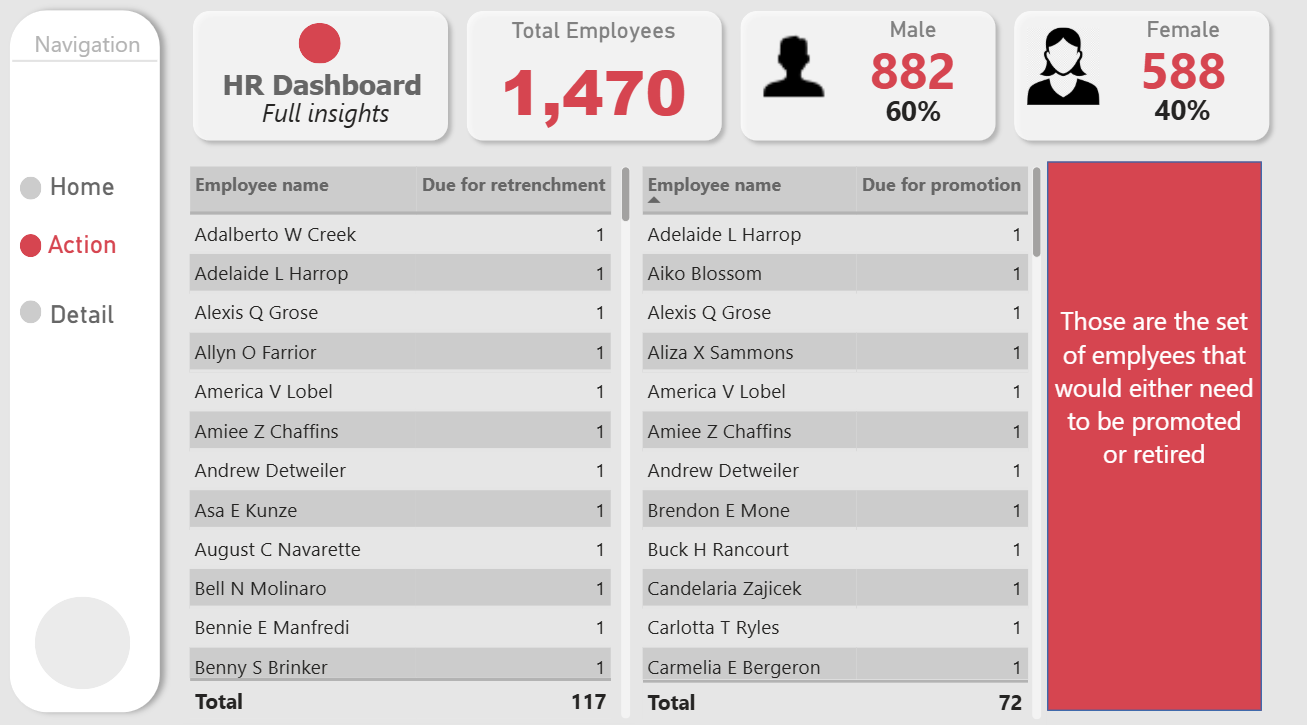 Navigation
Home
Action
Detail
HR Dashboard
Full insights
Total Employees
1,470
Male
882
60%
Female
588
40%
Employee name Due for retrenchment
Adalberto W Creek 1
Adelaide L Harrop 1
Alexis Q Grose 1
Allyn O Farrior 1
America V Lobel 1
Amiee Z Chaffins 1
Andrew Detweiler 1
Asa E Kunze 1
August C Navarette 1
Bell N Molinaro 1
Bennie E Manfredi 1
Benny S Brinker 1
Total 117
Employee name Due for promotion
Adelaide L Harrop 1
Aiko Blossom 1
Alexis Q Grose 1
Aliza X Sammons 1
America V Lobel 1
Amiee Z Chaffins 1
Andrew Detweiler 1
Brendon E Mone 1
Buck H Rancourt 1
Candelaria Zajicek 1
Carlotta T Ryles 1
Carmelia E Bergeron 1
Total 72
Those are the set
of emplyees that
would either need
to be promoted
or retired